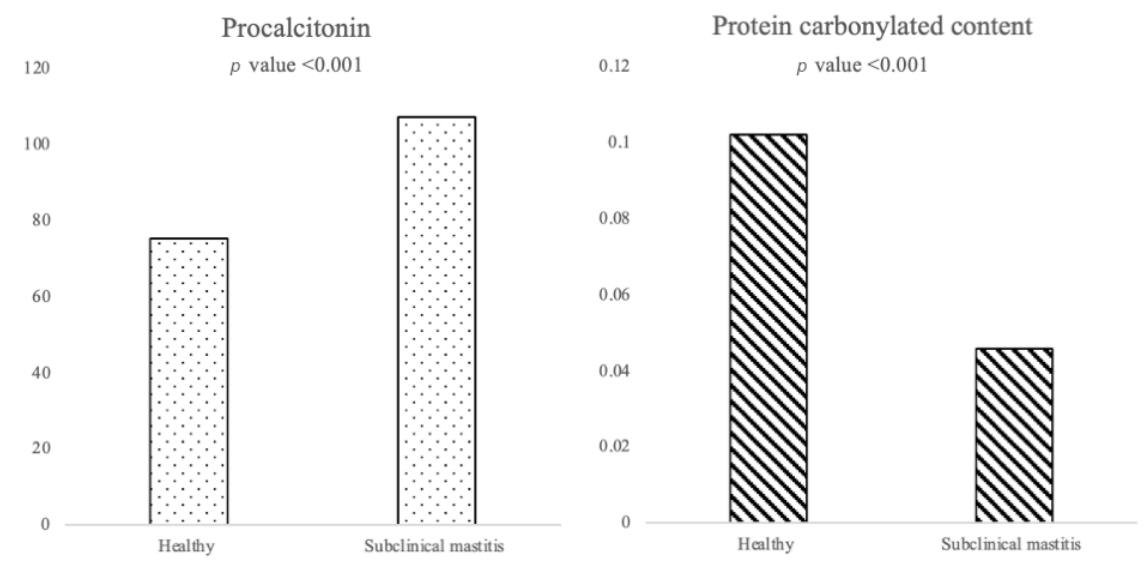 Procalcitonin
p value <0.001
120
100
80
60
40
20
0
Healthy
Subclinical mastitis
Protein carbonylated content
p value <0.001
0.12
0.1
0.08
0.06
0.04
0.02
0
Healthy
Subclinical mastitis